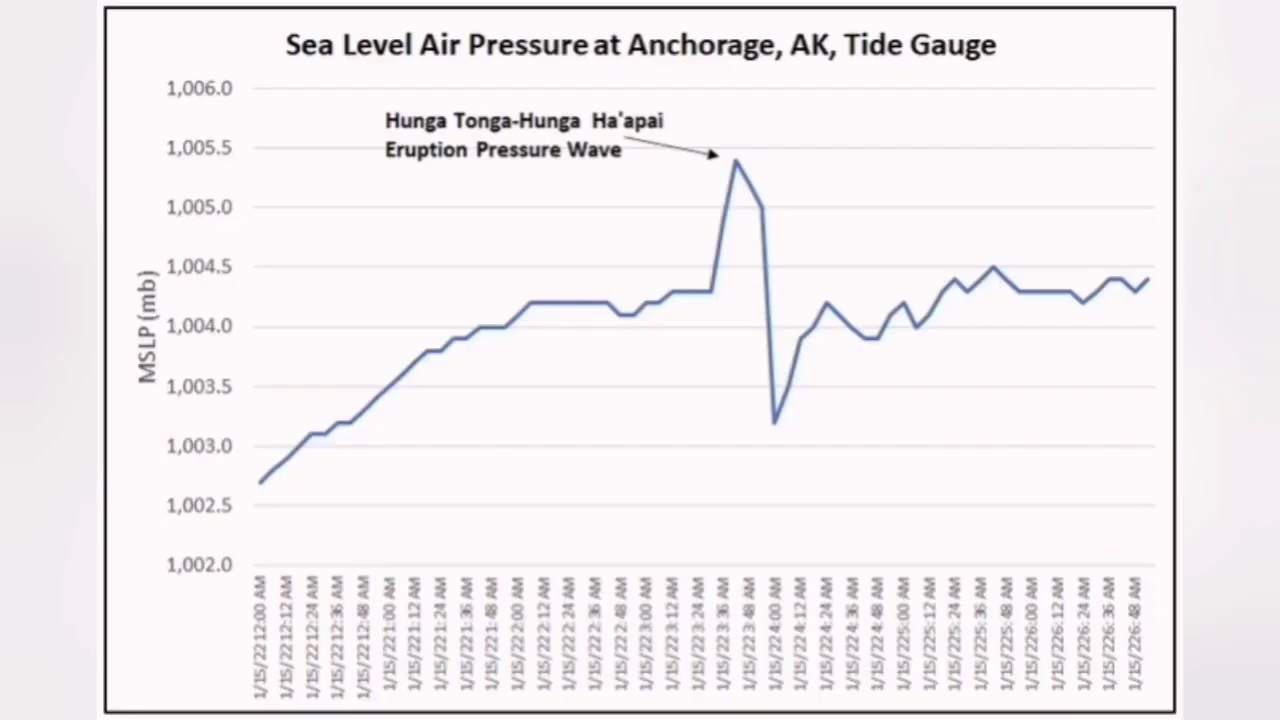 Sea Level Air Pressure at Anchorage, AK, Tide Gauge
1,006.0
Hunga Tonga-Hunga Ha'apai
Eruption Pressure Wave
1,005.5
1,005.0
1,004.5
1,004.0
1,003.5
1,003.0
1,002.5
1,002.0
MSLP (mb)
1/15/22 12:00 AM
1/15/22 12:12 AM
1/15/22 12:24 AM
1/15/22 12:36 AM
1/15/22 12:48 AM
1/15/22 1:00 AM
1/15/22 1:12 AM
1/15/22 1:24 AM
1/15/22 1:36 AM
1/15/22 1:48 AM
1/15/22 2:00 AM
1/15/22 2:12 AM
1/15/22 2:24 AM
1/15/22 2:36 AM
1/15/22 2:48 AM
1/15/22 3:00 AM
1/15/22 3:12 AM
1/15/22 3:24 AM
1/15/22 3:36 AM
1/15/22 3:48 AM
1/15/22 4:00 AM
1/15/22 4:12 AM
1/15/22 4:24 AM
1/15/22 4:36 AM
1/15/22 4:48 AM
1/15/22 5:00 AM
1/15/22 5:12 AM
1/15/22 5:24 AM
1/15/22 5:36 AM
1/15/22 5:48 AM
1/15/22 6:00 AM
1/15/22 6:12 AM
1/15/22 6:24 AM
1/15/22 6:36 AM
1/15/22 6:48 AM